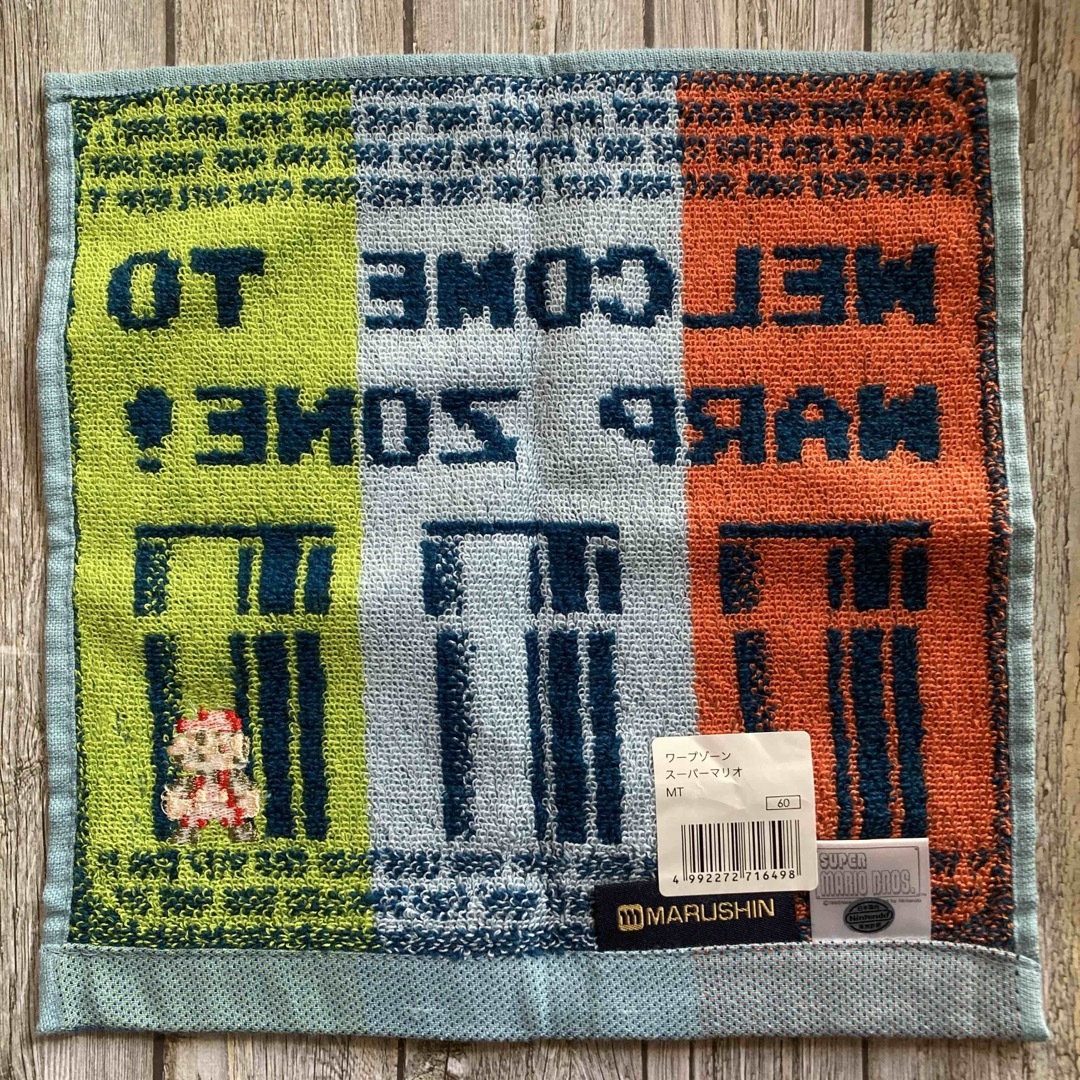 WELCOME TO
WARP ZONE!
ワープゾーン
スーパーマリオ
MT
60
4 992272 716498
MARUSHIN
SUPER
MARIO BROS.
Nintendo